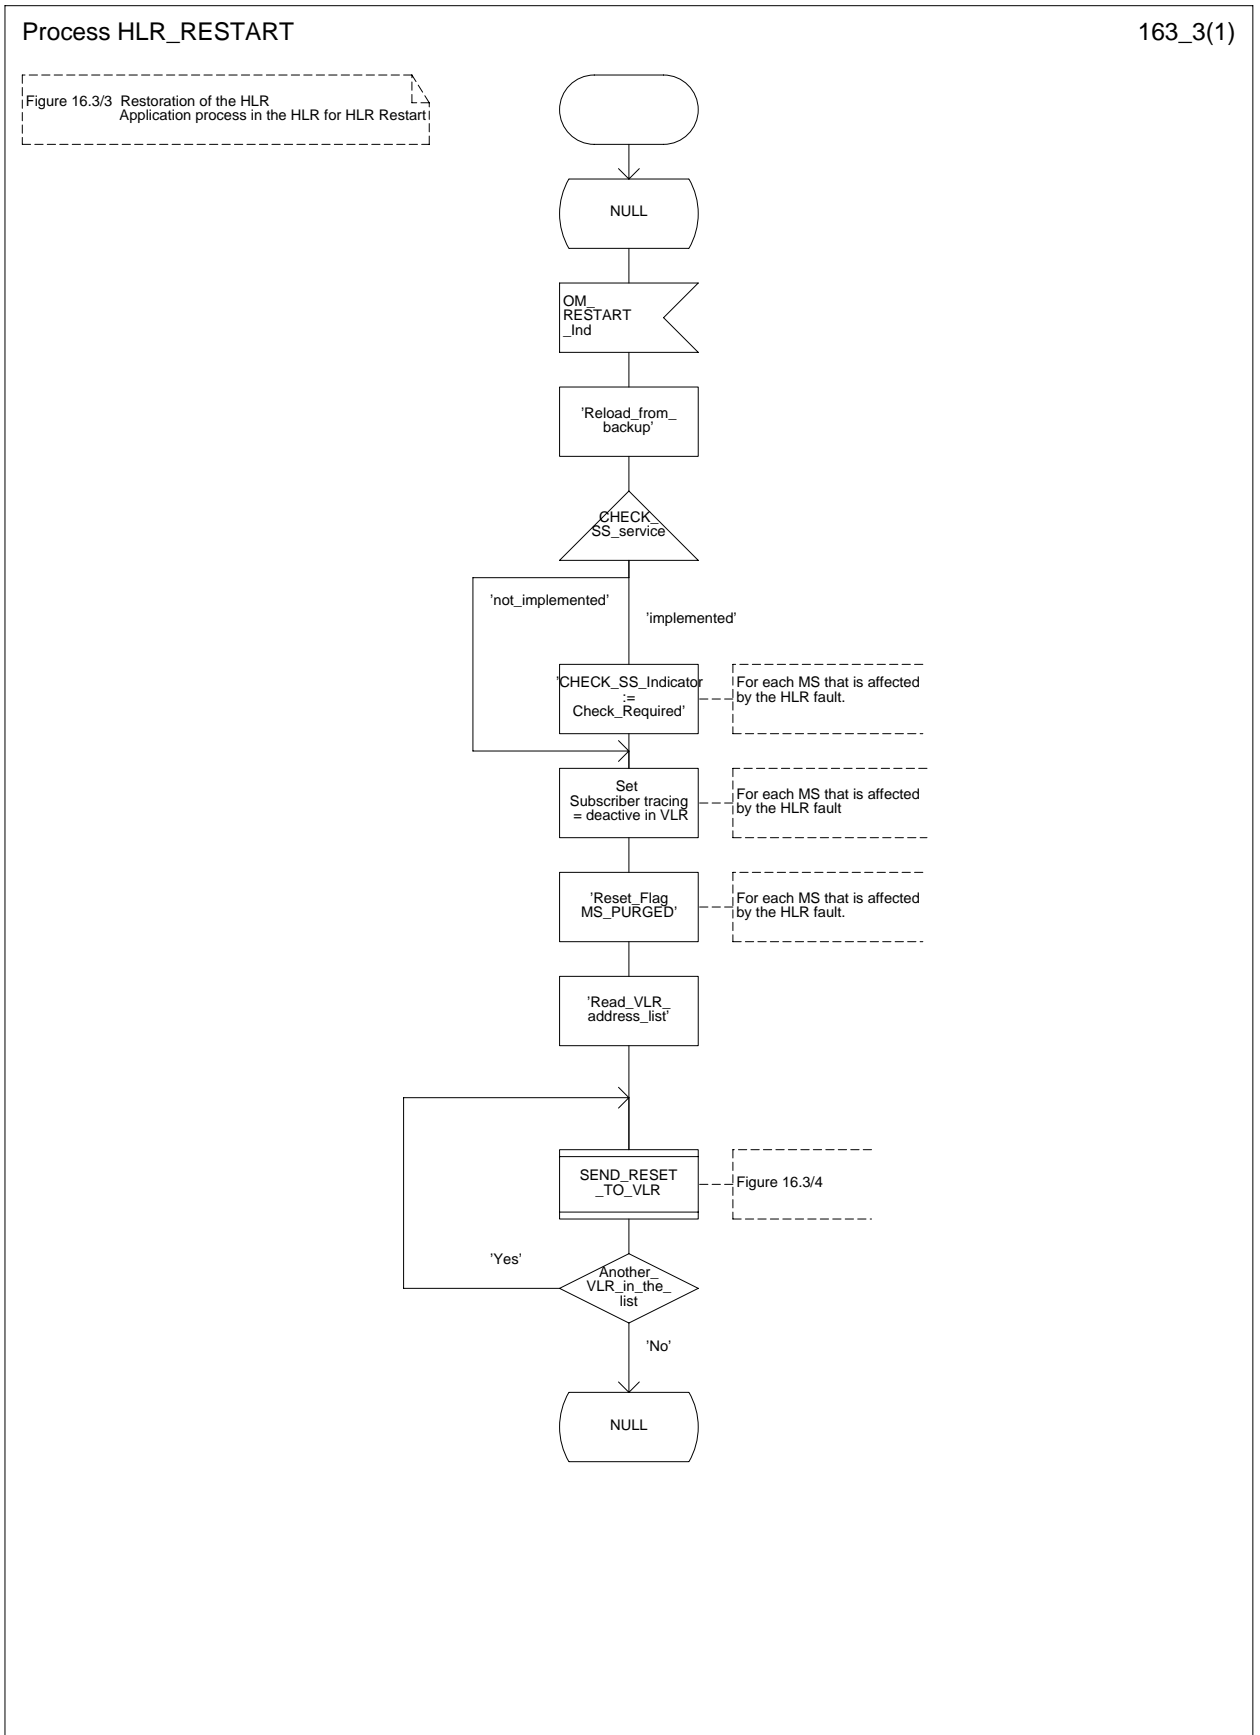 Process HLR_RESTART
163_3(1)
Figure 16.3/3  Restoration of the HLR
Application process in the HLR for HLR Restart
NULL
OM_
RESTART
_Ind
'Reload_from_
backup'
CHECK_
SS_service
'not_implemented'
'implemented'
'CHECK_SS_Indicator
:=
Check_Required'
For each MS that is affected
by the HLR fault.
Set
Subscriber tracing
= deactive in VLR
For each MS that is affected
by the HLR fault
'Reset_Flag
MS_PURGED'
For each MS that is affected
by the HLR fault.
'Read_VLR_
address_list'
SEND_RESET
_TO_VLR
Figure 16.3/4
'Yes'
Another_
VLR_in_the_
list
'No'
NULL